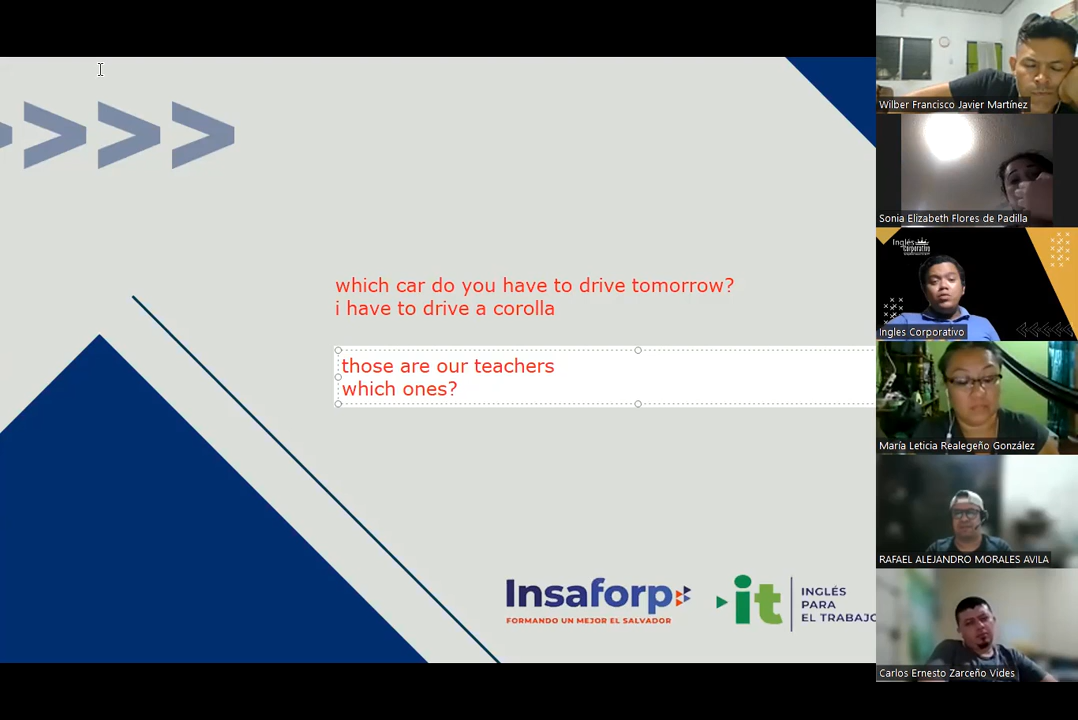 which car do you have to drive tomorrow?
i have to drive a corolla
those are our teachers
which ones?
Insaforp
FORMANDO UN MEJOR EL SALVADOR
it
INGLÉS
PARA
EL TRABAJO
Wilber Francisco Javier Martínez
Sonia Elizabeth Flores de Padilla
Inglés
Corporativo
Ingles Corporativo
María Leticia Realegeño González
RAFAEL ALEJANDRO MORALES AVILA
Carlos Ernesto Zarceño Vides